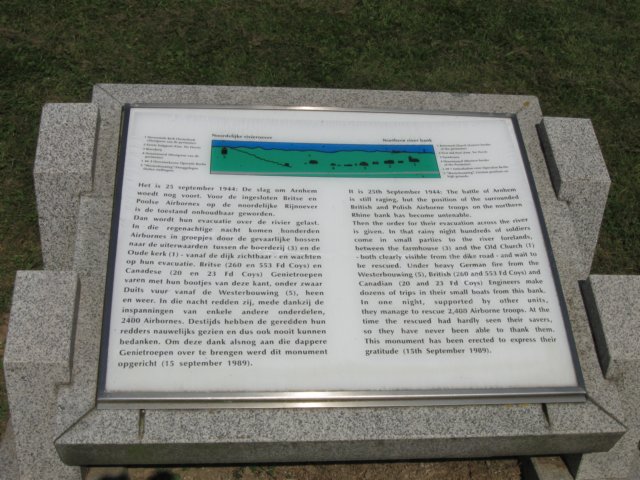 Noordelijke rivieroever
Northern river bank
Het is 25 september 1944: De slag om Arnhem
woedt nog voort. Voor de ingesloten Britse en
Poolse Airbornes op de noordelijke Rijnoever
is de toestand onhoudbaar geworden.
Dan wordt hun evacuatie over de rivier gelast.
In die regenachtige nacht komen honderden
Airbornes in groepjes door de gevaarlijke bossen
naar de uiterwaarden tussen de boerderij (3) en de
Oude kerk (1) - vanaf de dijk zichtbaar - en wachten
op hun evacuatie. Britse (260 en 553 Fd Coy) en
Canadese (20 en 23 Fd Coy) Genietroepen
varen met hun bootjes van deze kant, onder zwaar
Duits vuur vanaf de Westerbouwing (5), heen
en weer. In die nacht redden zij, mede dankzij de
inspanningen van enkele andere onderdelen,
2400 Airbornes. Destijds hebben de geredden hun
redders nauwelijks gezien en dus ook nooit kunnen
bedanken. Om deze dank alsnog aan die dappere
Genietroepen over te brengen werd dit monument
opgericht (15 september 1989).
It is 25th September 1944: The battle of Arnhem
is still raging, but the position of the surrounded
British and Polish Airborne troops on the northern
Rhine bank has become untenable.
Then the order for their evacuation across the river
is given. In that rainy night hundreds of soldiers
come in small parties to the river forelands,
between the farmhouse (3) and the Old Church (1)
- both clearly visible from the dike road - and wait to
be rescued. Under heavy German fire from the
Westerbouwing (5), British (260 and 553 Fd Coys) and
Canadian (20 and 23 Fd Coys) Engineers make
dozens of trips in their small boats from this bank.
In one night, supported by other units,
they manage to rescue 2,400 Airborne troops. At the
time the rescued had hardly seen their savers,
so they have never been able to thank them.
This monument has been erected to express their
gratitude (15th September 1989).